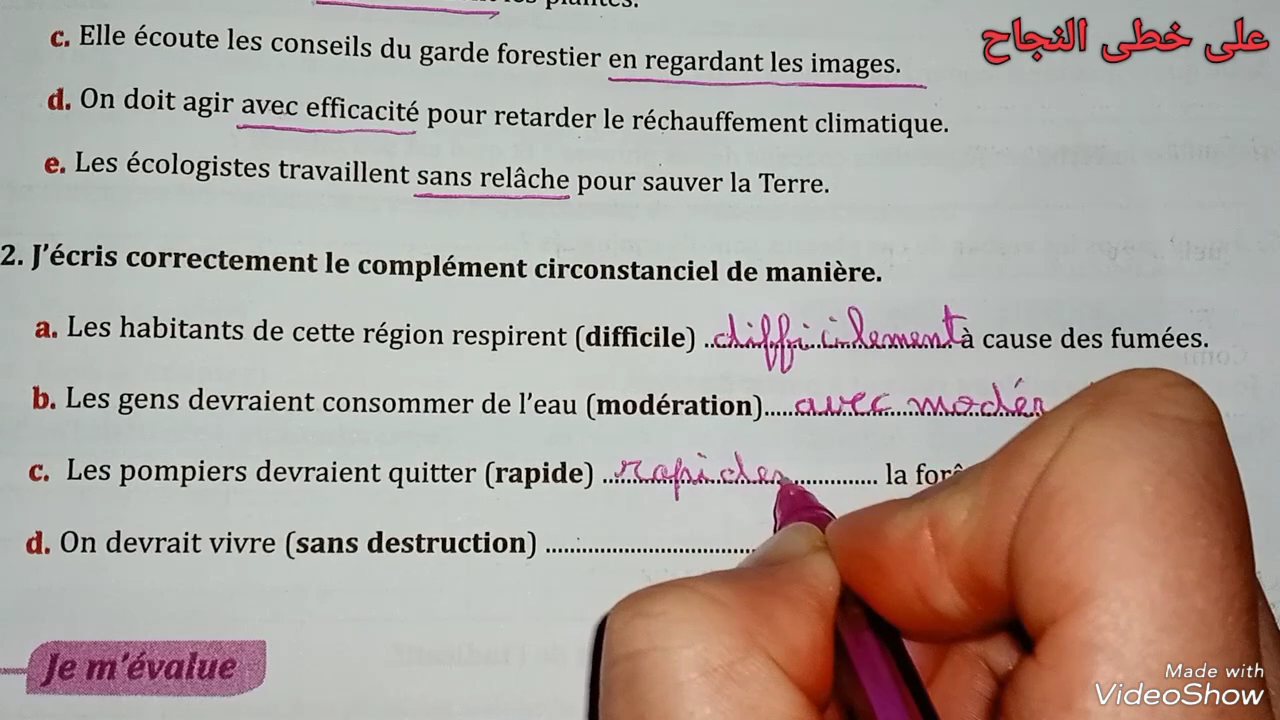 les plantes.
على خطى النجاح
c. Elle écoute les conseils du garde forestier en regardant les images.
d. On doit agir avec efficacité pour retarder le réchauffement climatique.
e. Les écologistes travaillent sans relâche pour sauver la Terre.
2. J'écris correctement le complément circonstanciel de manière.
a. Les habitants de cette région respirent (difficile) difficilement à cause des fumées.
b. Les gens devraient consommer de l'eau (modération)....avec modér
c. Les pompiers devraient quitter (rapide) ....rapidem............ la forê
d. On devrait vivre (sans destruction) ..................................
Je m'évalue
Made with
VideoShow